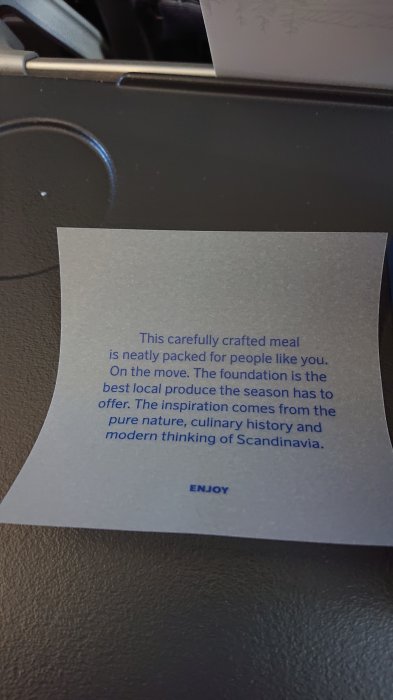 This carefully crafted meal
is neatly packed for people like you.
On the move. The foundation is the
best local produce the season has to
offer. The inspiration comes from the
pure nature, culinary history and
modern thinking of Scandinavia.
ENJOY